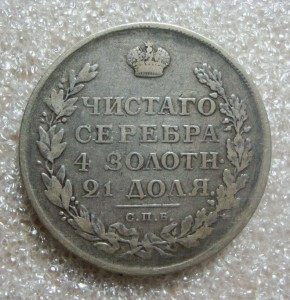 ЧИСТАГО
СЕРЕБРА
4 ЗОЛОТН
21 ДОЛЯ
С.П.Б.